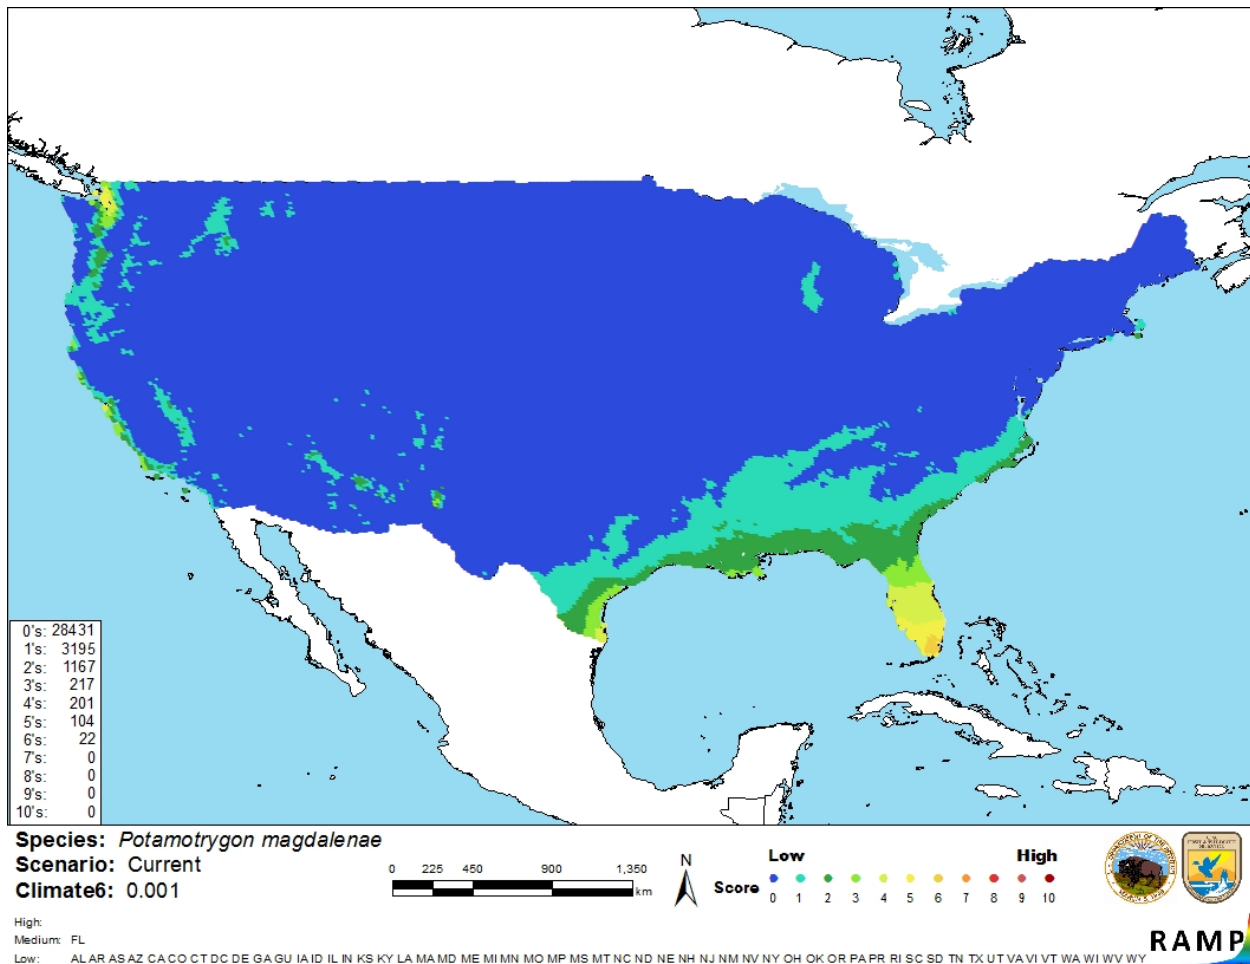 0's: 28431
1's: 3195
2's: 1167
3's: 217
4's: 201
5's: 104
6's: 22
7's: 0
8's: 0
9's: 0
10's: 0
Species: Potamotrygon magdalenae
Scenario: Current
Climate6: 0.001
0 225 450 900 1,350
km
N
Low High
Score
0 1 2 3 4 5 6 7 8 9 10
High:
Medium: FL
Low: AL AR AS AZ CA CO CT DC DE GA GU IA ID IL IN KS KY LA MA MD ME MI MN MO MP MS MT NC ND NE NH NJ NM NV NY OH OK OR PA PR RI SC SD TN TX UT VA VI VT WA WI WV WY
RAMP